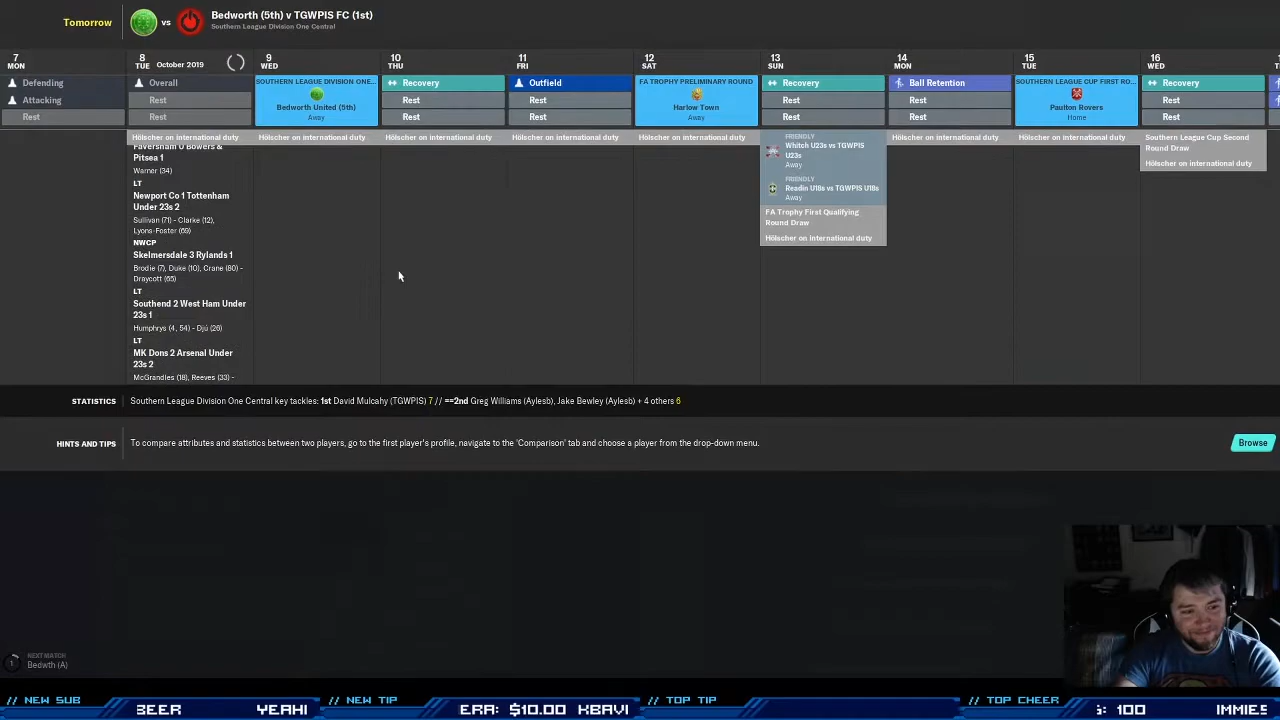 Tomorrow
vs
Bedworth (5th) v TGWPIS FC (1st)
Southern League Division One Central
7
MON
8
TUE
October 2019
9
WED
10
THU
11
FRI
12
SAT
13
SUN
14
MON
15
TUE
16
WED
Defending
Attacking
Rest
Overall
Rest
Rest
SOUTHERN LEAGUE DIVISION ONE...
Bedworth United (5th)
Away
Recovery
Rest
Rest
Outfield
Rest
Rest
FA TROPHY PRELIMINARY ROUND
Harlow Town
Away
Recovery
Rest
Rest
Ball Retention
Rest
Rest
SOUTHERN LEAGUE CUP FIRST RO...
Paulton Rovers
Home
Recovery
Rest
Rest
Hölscher on international duty
Faversham 0 Bowers &
Pitsea 1
Warner (34)
LT
Newport Co 1 Tottenham
Under 23s 2
Sullivan (71) - Clarke (12),
Lyons-Foster (69)
NWCP
Skelmersdale 3 Rylands 1
Brodie (7), Duke (10), Crane (80) -
Draycott (65)
LT
Southend 2 West Ham Under
23s 1
Humphrys (4, 54) - Djú (26)
LT
MK Dons 2 Arsenal Under
23s 2
McGrandles (18), Reeves (33) -
Hölscher on international duty
Hölscher on international duty
Hölscher on international duty
Hölscher on international duty
FRIENDLY
Whitch U23s vs TGWPIS
U23s
Away
FRIENDLY
Readin U18s vs TGWPIS U18s
Away
FA Trophy First Qualifying
Round Draw
Hölscher on international duty
Hölscher on international duty
Hölscher on international duty
Southern League Cup Second
Round Draw
Hölscher on international duty
STATISTICS
Southern League Division One Central key tackles: 1st David Mulcahy (TGWPIS) 7 // ==2nd Greg Williams (Aylesb), Jake Bewley (Aylesb) + 4 others 6
HINTS AND TIPS
To compare attributes and statistics between two players, go to the first player's profile, navigate to the 'Comparison' tab and choose a player from the drop-down menu.
Browse
1
NEXT MATCH
Bedwth (A)
// NEW SUB
BEER
YEAHI
// NEW TIP
ERA: $10.00
KBAVI
// TOP TIP
// TOP CHEER
: 100
IMMIES